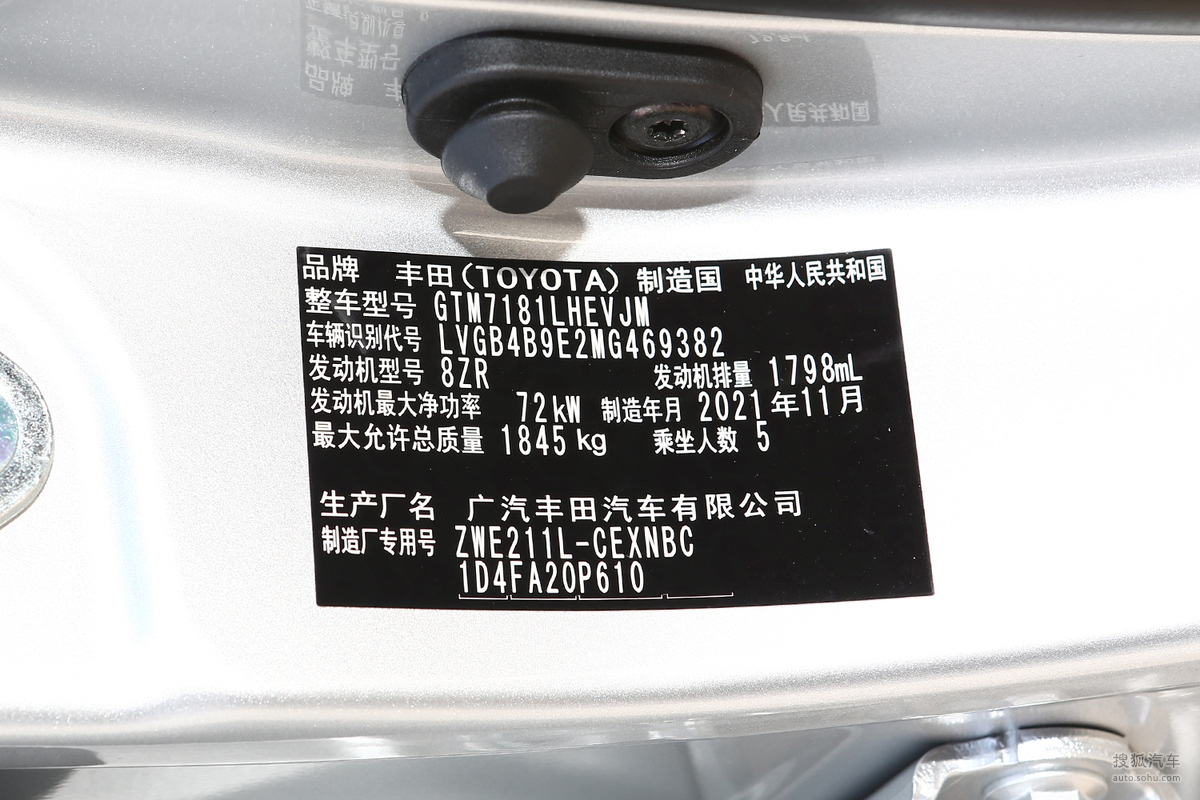 品牌 丰田(TOYOTA) 制造国 中华人民共和国
整车型号 GTM7181LHEVJM
车辆识别代号 LVGB4B9E2MG469382
发动机型号 8ZR 发动机排量 1798mL
发动机最大净功率 72kW 制造年月 2021年11月
最大允许总质量 1845kg 乘坐人数 5
生产厂名 广汽丰田汽车有限公司
制造厂专用号 ZWE211L-CEXNBC
1D4FA20P610
搜狐汽车
auto.sohu.com